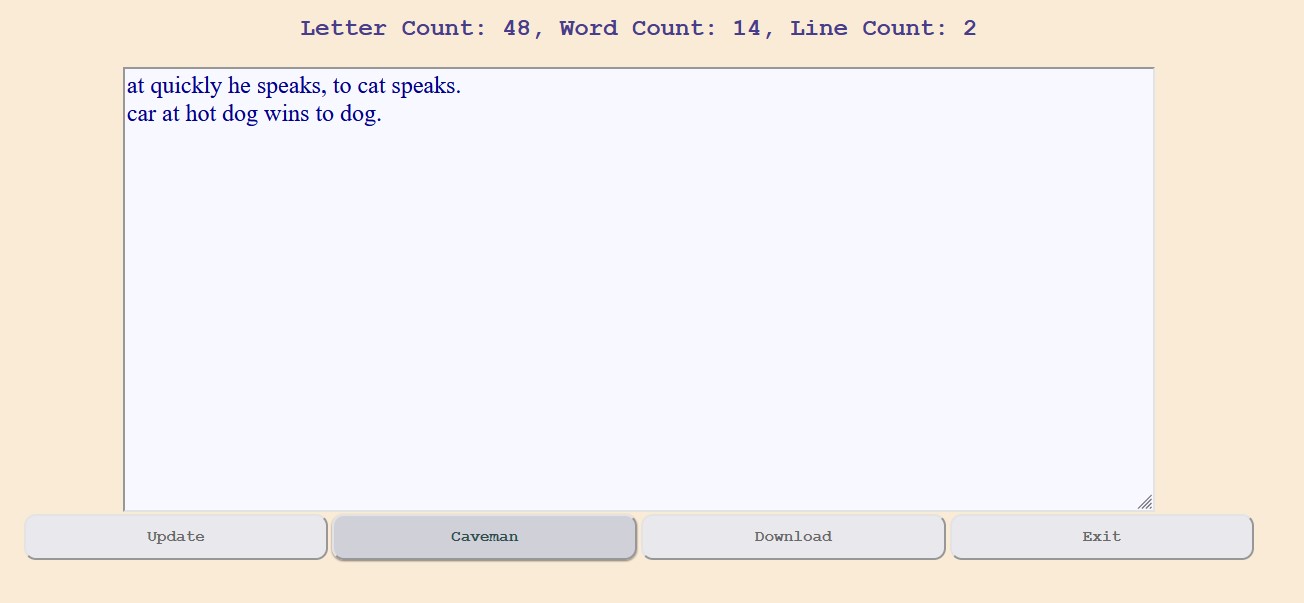 Letter Count: 48, Word Count: 14, Line Count: 2
at quickly he speaks, to cat speaks.
car at hot dog wins to dog.
Update
Caveman
Download
Exit